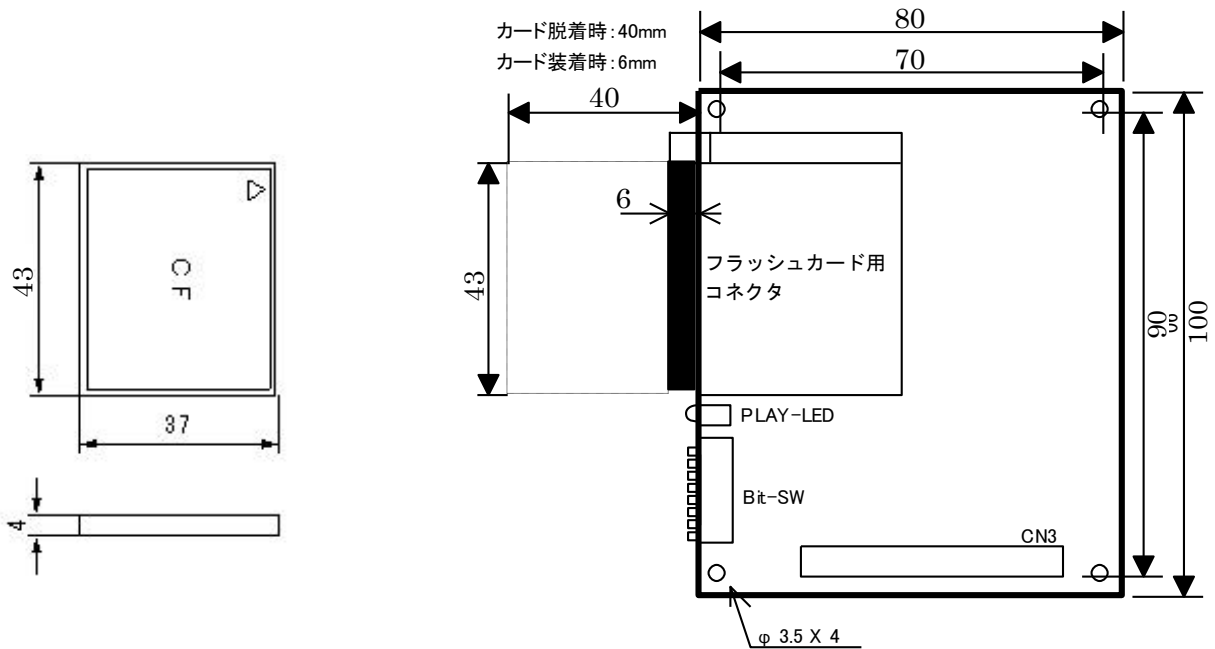 カード脱着時：40mm
カード装着時：6mm
80
70
40
43
CF
37
4
43
6
フラッシュカード用
コネクタ
90
100
PLAY-LED
Bit-SW
CN3
φ 3.5 X 4